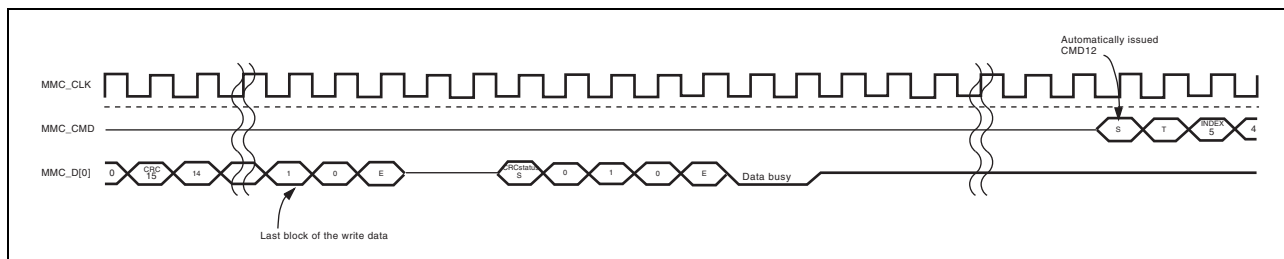 Automatically issued
CMD12
MMC_CLK
MMC_CMD
S T INDEX 5 4
MMC_D[0]
0 CRC 15 14 1 0 E CRCstatus S 0 1 0 E Data busy
Last block of the write data